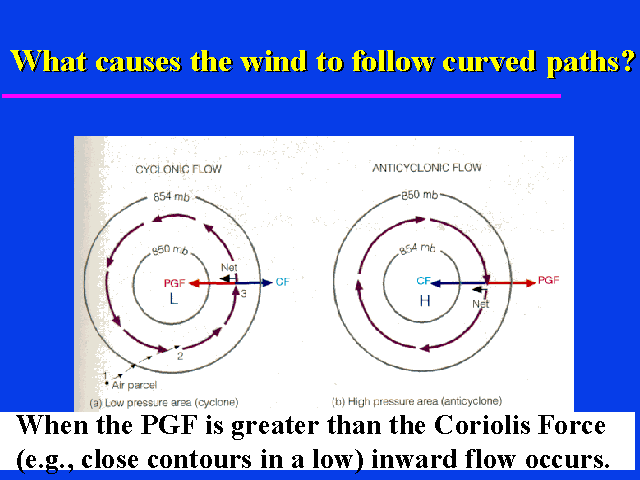 What causes the wind to follow curved paths?
CYCLONIC FLOW
ANTICYCLONIC FLOW
854 mb
850 mb
850 mb
854 mb
Net
PGF
CF
CF
PGF
L
3
H
Net
2
1
Air parcel
(a) Low pressure area (cyclone)
(b) High pressure area (anticyclone)
When the PGF is greater than the Coriolis Force
(e.g., close contours in a low) inward flow occurs.